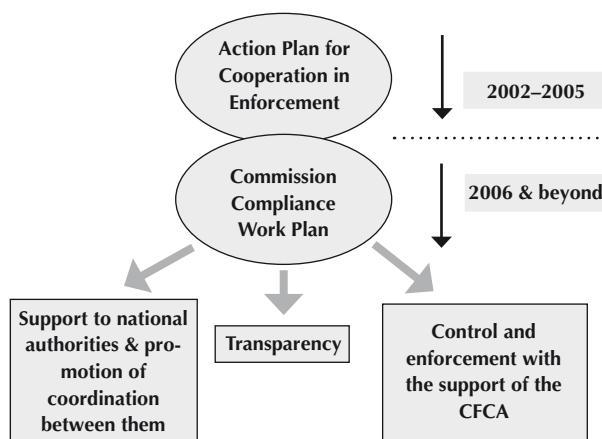 Action Plan for
Cooperation in
Enforcement
2002–2005
Commission
Compliance
Work Plan
2006 & beyond
Support to national
authorities & pro-
motion of
coordination
between them
Transparency
Control and
enforcement with
the support of the
CFCA